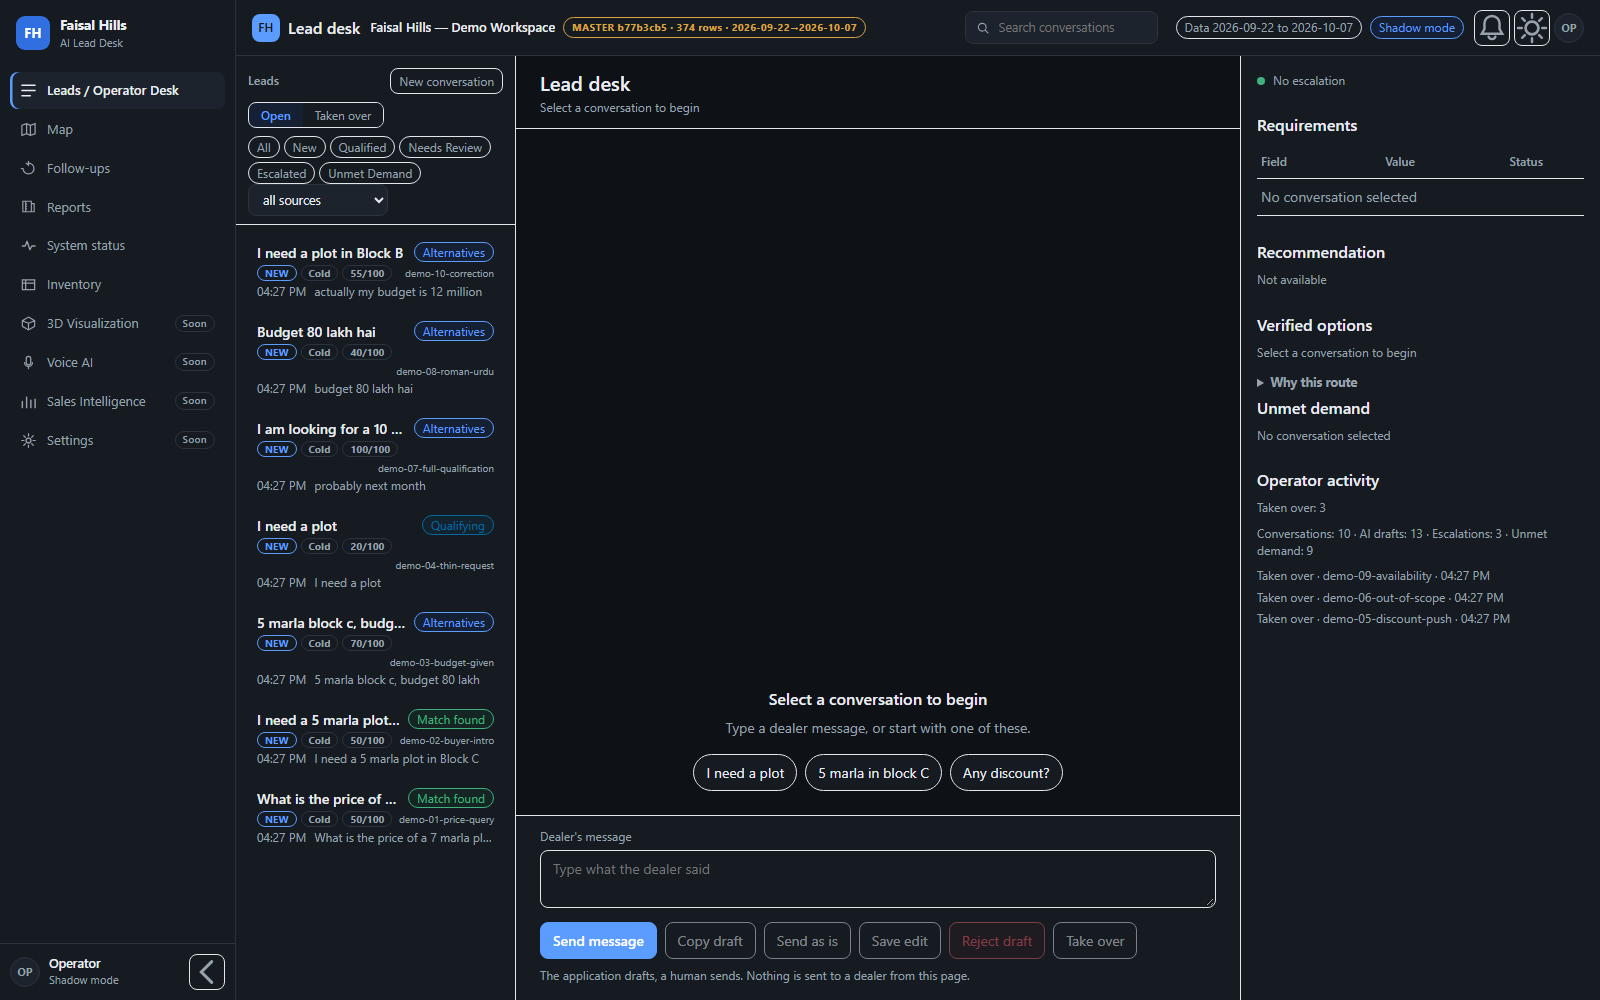 FH
Faisal Hills
AI Lead Desk
Leads / Operator Desk
Map
Follow-ups
Reports
System status
Inventory
3D Visualization Soon
Voice AI Soon
Sales Intelligence Soon
Settings Soon
OP
Operator
Shadow mode
FH Lead desk Faisal Hills — Demo Workspace MASTER b77b3cb5 · 374 rows · 2026-09-22→2026-10-07
Search conversations
Data 2026-09-22 to 2026-10-07
Shadow mode
OP
Leads
New conversation
Open Taken over
All New Qualified Needs Review
Escalated Unmet Demand
all sources
I need a plot in Block B Alternatives
NEW Cold 55/100 demo-10-correction
04:27 PM actually my budget is 12 million
Budget 80 lakh hai Alternatives
NEW Cold 40/100
demo-08-roman-urdu
04:27 PM budget 80 lakh hai
I am looking for a 10 ... Alternatives
NEW Cold 100/100
demo-07-full-qualification
04:27 PM probably next month
I need a plot Qualifying
NEW Cold 20/100
demo-04-thin-request
04:27 PM I need a plot
5 marla block c, budg... Alternatives
NEW Cold 70/100
demo-03-budget-given
04:27 PM 5 marla block c, budget 80 lakh
I need a 5 marla plot... Match found
NEW Cold 50/100 demo-02-buyer-intro
04:27 PM I need a 5 marla plot in Block C
What is the price of ... Match found
NEW Cold 50/100 demo-01-price-query
04:27 PM What is the price of a 7 marla pl...
Lead desk
Select a conversation to begin
Select a conversation to begin
Type a dealer message, or start with one of these.
I need a plot 5 marla in block C Any discount?
Dealer's message
Type what the dealer said
Send message Copy draft Send as is Save edit Reject draft Take over
The application drafts, a human sends. Nothing is sent to a dealer from this page.
No escalation
Requirements
Field Value Status
No conversation selected
Recommendation
Not available
Verified options
Select a conversation to begin
Why this route
Unmet demand
No conversation selected
Operator activity
Taken over: 3
Conversations: 10 · AI drafts: 13 · Escalations: 3 · Unmet
demand: 9
Taken over · demo-09-availability · 04:27 PM
Taken over · demo-06-out-of-scope · 04:27 PM
Taken over · demo-05-discount-push · 04:27 PM